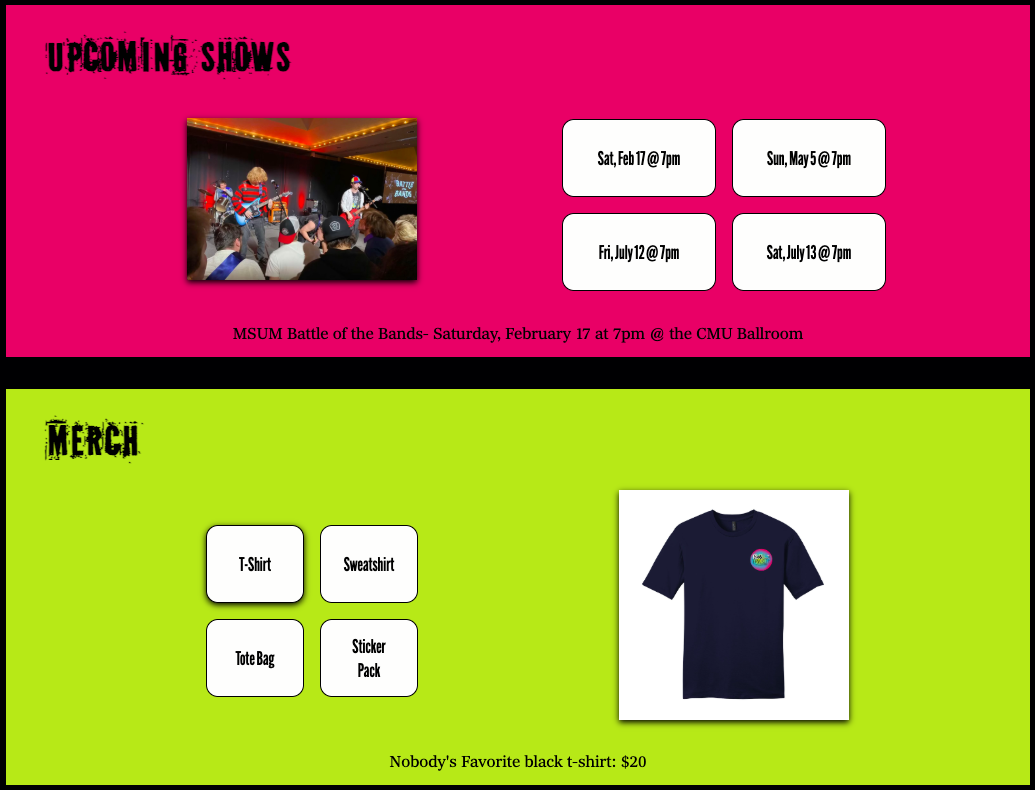 UPCOMING SHOWS
BATTLE
OF THE
BANDS
Sat, Feb 17 @ 7pm
Sun, May 5 @ 7pm
Fri, July 12 @ 7pm
Sat, July 13 @ 7pm
MSUM Battle of the Bands- Saturday, February 17 at 7pm @ the CMU Ballroom
MERCH
T-Shirt
Sweatshirt
Tote Bag
Sticker
Pack
Nobody's Favorite black t-shirt: $20